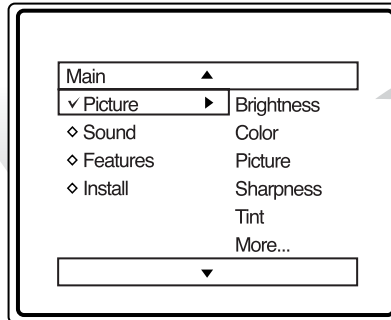 Main
Picture
Sound
Features
Install
Brightness
Color
Picture
Sharpness
Tint
More...